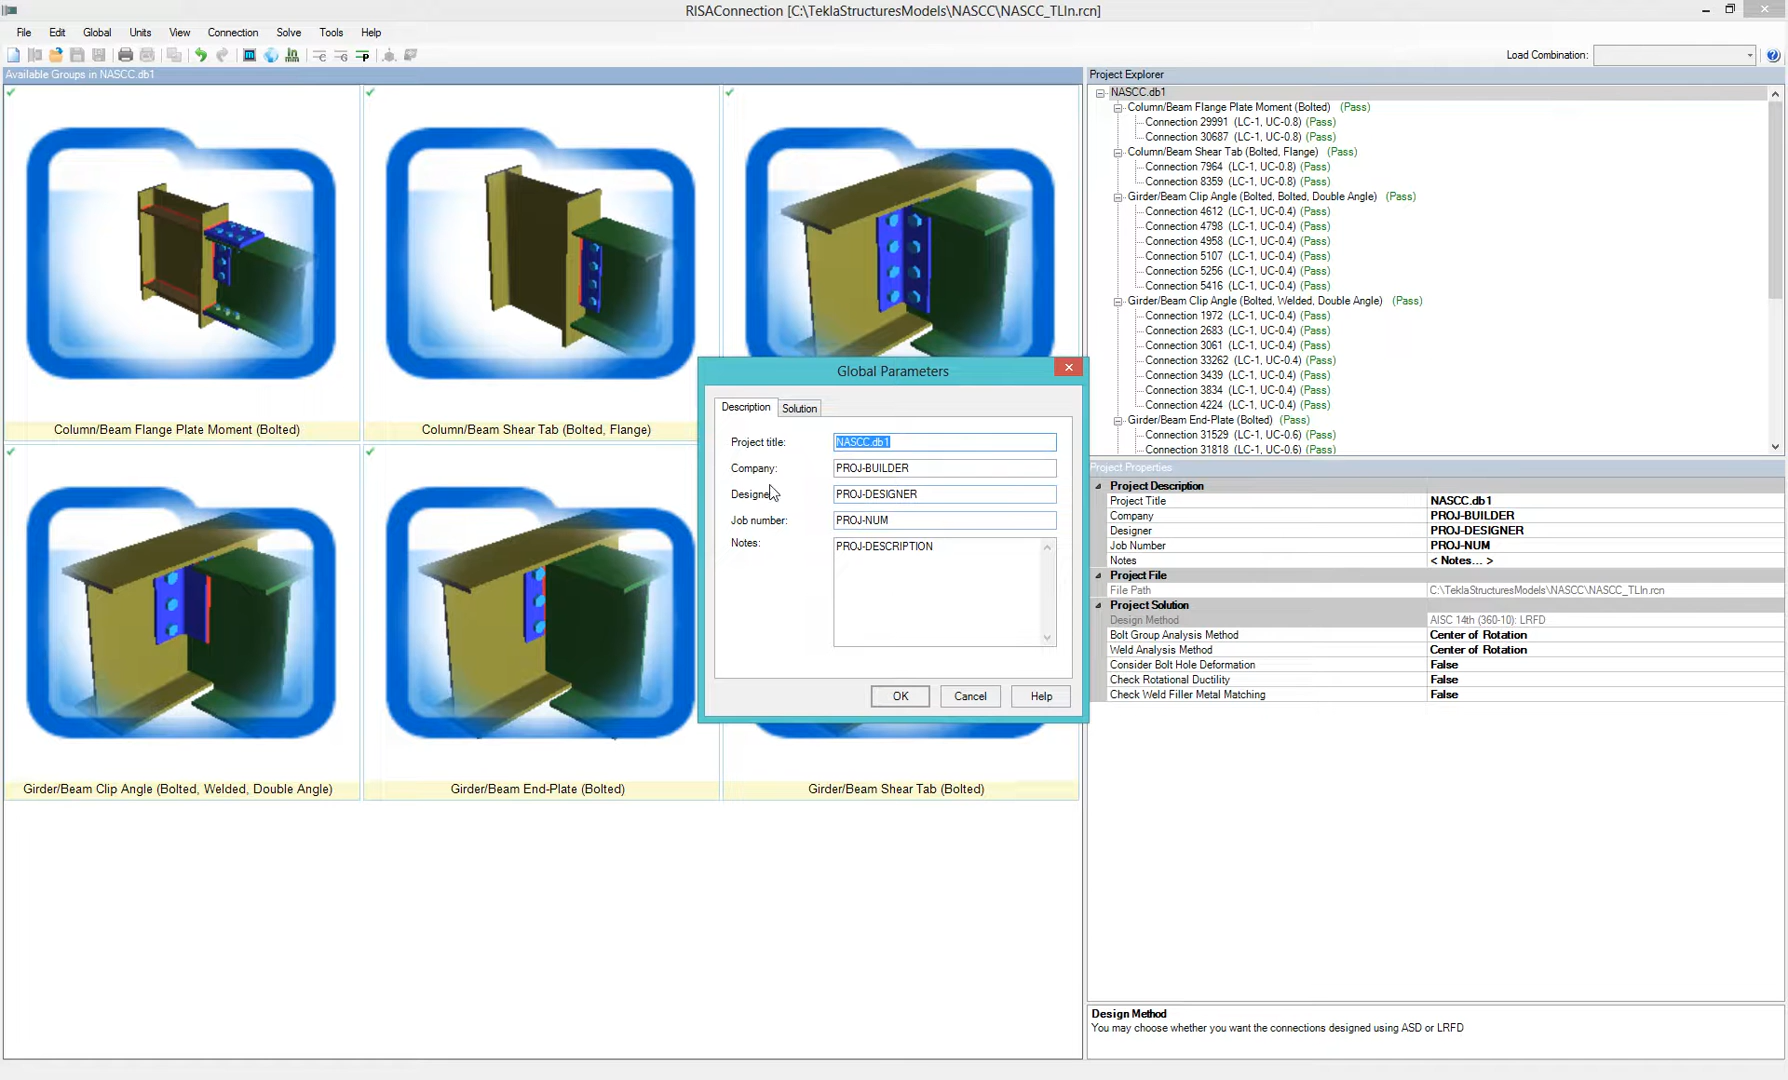 RISAConnection [C:\TeklaStructuresModels\NASCC\NASCC_TLIn.rcn]
File Edit Global Units View Connection Solve Tools Help
Load Combination:
Available Groups in NASCC.db1
Column/Beam Flange Plate Moment (Bolted)
Column/Beam Shear Tab (Bolted, Flange)
Girder/Beam Clip Angle (Bolted, Welded, Double Angle)
Girder/Beam End-Plate (Bolted)
Girder/Beam Shear Tab (Bolted)
Global Parameters
Description Solution
Project title: NASCC.db1
Company: PROJ-BUILDER
Designe PROJ-DESIGNER
Job number: PROJ-NUM
Notes: PROJ-DESCRIPTION
OK Cancel Help
Project Explorer
NASCC.db1
Column/Beam Flange Plate Moment (Bolted) (Pass)
Connection 29991 (LC-1, UC-0.8) (Pass)
Connection 30687 (LC-1, UC-0.8) (Pass)
Column/Beam Shear Tab (Bolted, Flange) (Pass)
Connection 7964 (LC-1, UC-0.8) (Pass)
Connection 8359 (LC-1, UC-0.8) (Pass)
Girder/Beam Clip Angle (Bolted, Bolted, Double Angle) (Pass)
Connection 4612 (LC-1, UC-0.4) (Pass)
Connection 4798 (LC-1, UC-0.4) (Pass)
Connection 4958 (LC-1, UC-0.4) (Pass)
Connection 5107 (LC-1, UC-0.4) (Pass)
Connection 5256 (LC-1, UC-0.4) (Pass)
Connection 5416 (LC-1, UC-0.4) (Pass)
Girder/Beam Clip Angle (Bolted, Welded, Double Angle) (Pass)
Connection 1972 (LC-1, UC-0.4) (Pass)
Connection 2683 (LC-1, UC-0.4) (Pass)
Connection 3061 (LC-1, UC-0.4) (Pass)
Connection 33262 (LC-1, UC-0.4) (Pass)
Connection 3439 (LC-1, UC-0.4) (Pass)
Connection 3834 (LC-1, UC-0.4) (Pass)
Connection 4224 (LC-1, UC-0.4) (Pass)
Girder/Beam End-Plate (Bolted) (Pass)
Connection 31529 (LC-1, UC-0.6) (Pass)
Connection 31818 (LC-1, UC-0.6) (Pass)
Project Properties
Project Description
Project Title NASCC.db1
Company PROJ-BUILDER
Designer PROJ-DESIGNER
Job Number PROJ-NUM
Notes < Notes... >
Project File
File Path C:\TeklaStructuresModels\NASCC\NASCC_TLIn.rcn
Project Solution
Design Method AISC 14th (360-10): LRFD
Bolt Group Analysis Method Center of Rotation
Weld Analysis Method Center of Rotation
Consider Bolt Hole Deformation False
Check Rotational Ductility False
Check Weld Filler Metal Matching False
Design Method
You may choose whether you want the connections designed using ASD or LRFD